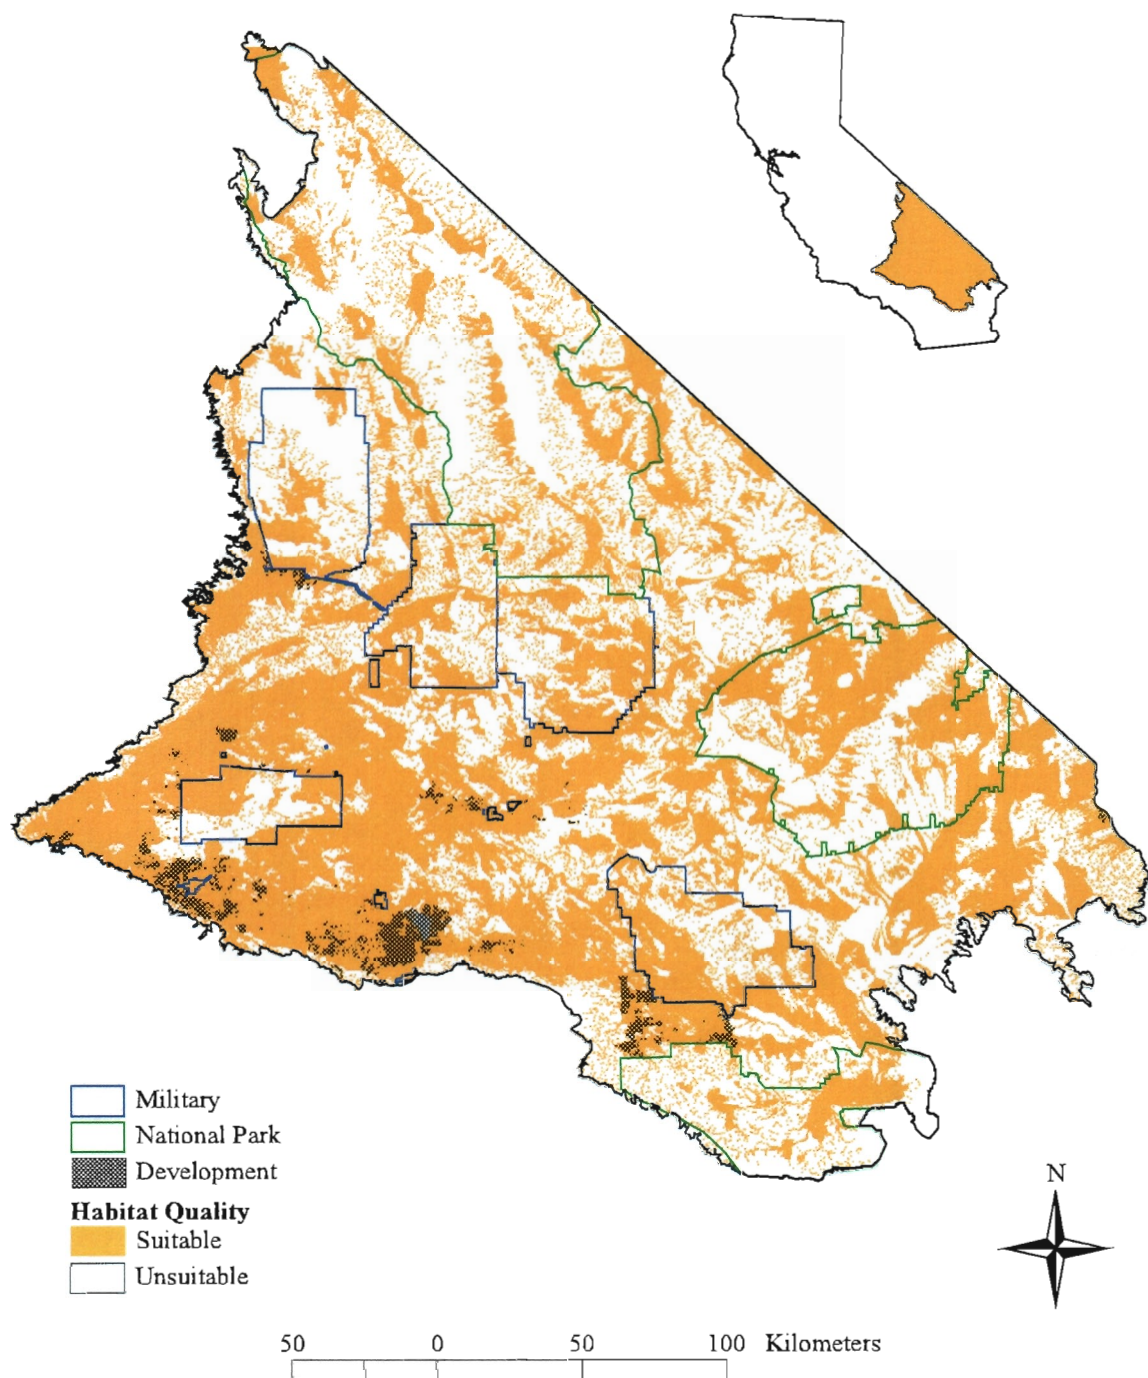 Military
National Park
Development
Habitat Quality
Suitable
Unsuitable
N
50 0 50 100 Kilometers